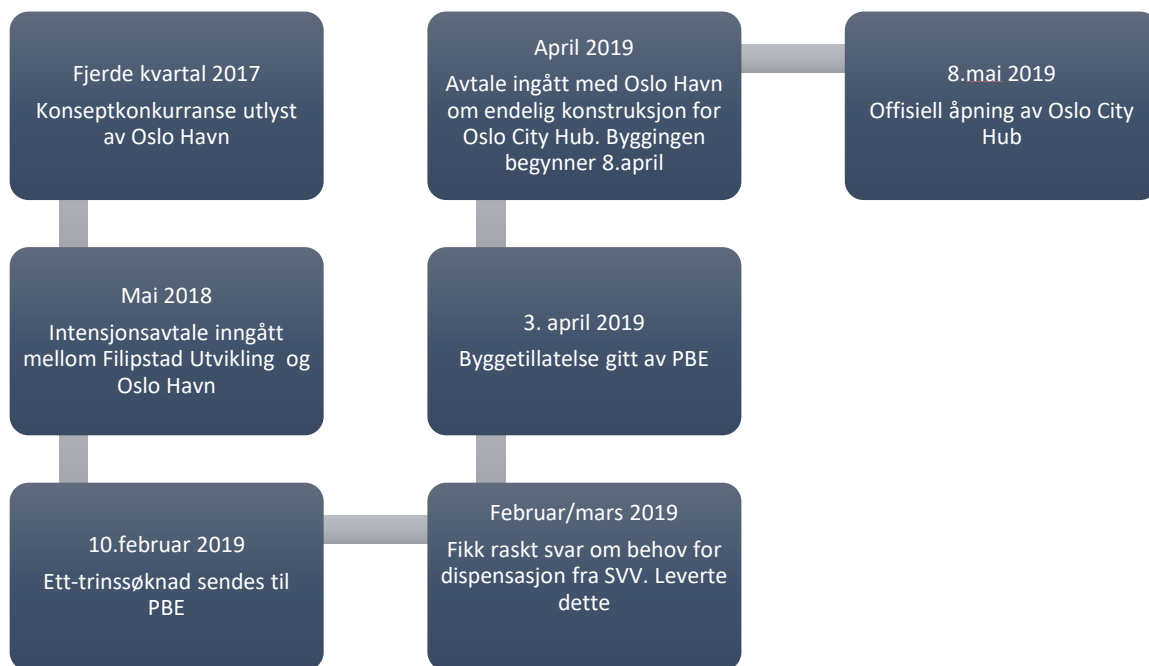 Fjerde kvartal 2017
Konseptkonkurranse utlyst
av Oslo Havn
Mai 2018
Intensjonsavtale inngått
mellom Filipstad Utvikling og
Oslo Havn
10.februar 2019
Ett-trinssøknad sendes til
PBE
Februar/mars 2019
Fikk raskt svar om behov for
dispensasjon fra SVV. Leverte
dette
3. april 2019
Byggetillatelse gitt av PBE
April 2019
Avtale ingått med Oslo Havn
om endelig konstruksjon for
Oslo City Hub. Byggingen
begynner 8.april
8.mai 2019
Offisiell åpning av Oslo City
Hub